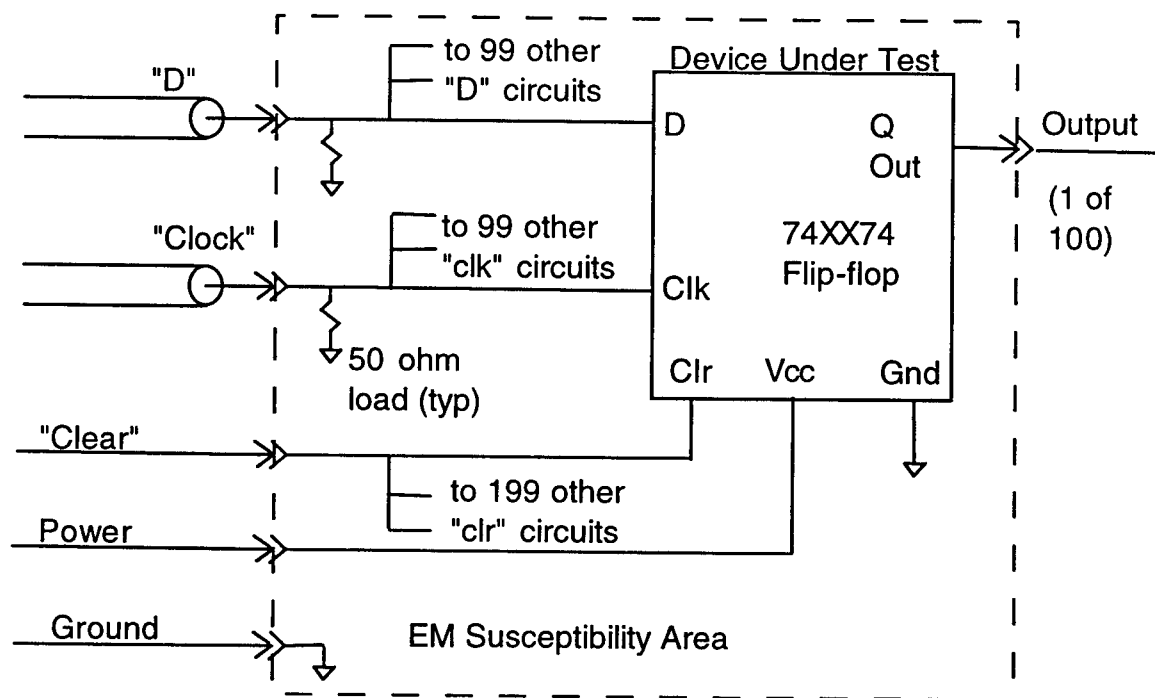 "D"
to 99 other
"D" circuits
Device Under Test
D
Q
Out
Output
(1 of
100)
"Clock"
to 99 other
"clk" circuits
74XX74
Flip-flop
Clk
50 ohm
load (typ)
Clr
Vcc
Gnd
"Clear"
to 199 other
"clr" circuits
Power
Ground
EM Susceptibility Area